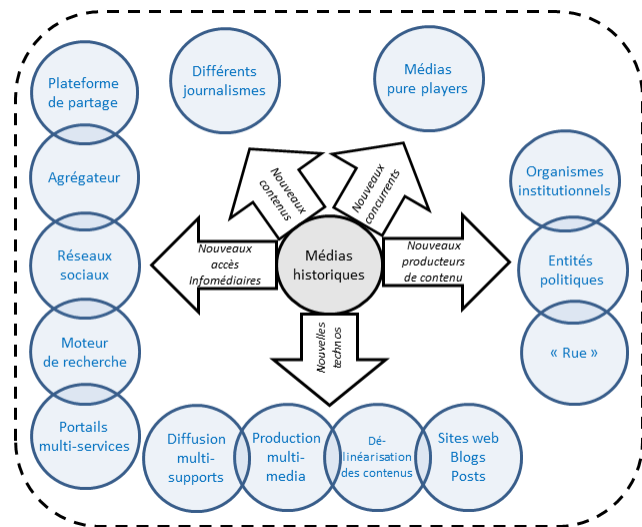 Plateforme
de partage
Différents
journalismes
Médias
pure players
Agrégateur
Organismes
institutionnels
Nouveaux
contenus
Nouveaux
concurrents
Réseaux
sociaux
Nouveaux
accès
Infomédiaires
Médias
historiques
Nouveaux
producteurs
de contenu
Entités
politiques
Moteur
de recherche
Nouvelles
technos
« Rue »
Portails
multi-services
Diffusion
multi-
supports
Production
multi-
media
Dé-
linéarisation
des contenus
Sites web
Blogs
Posts